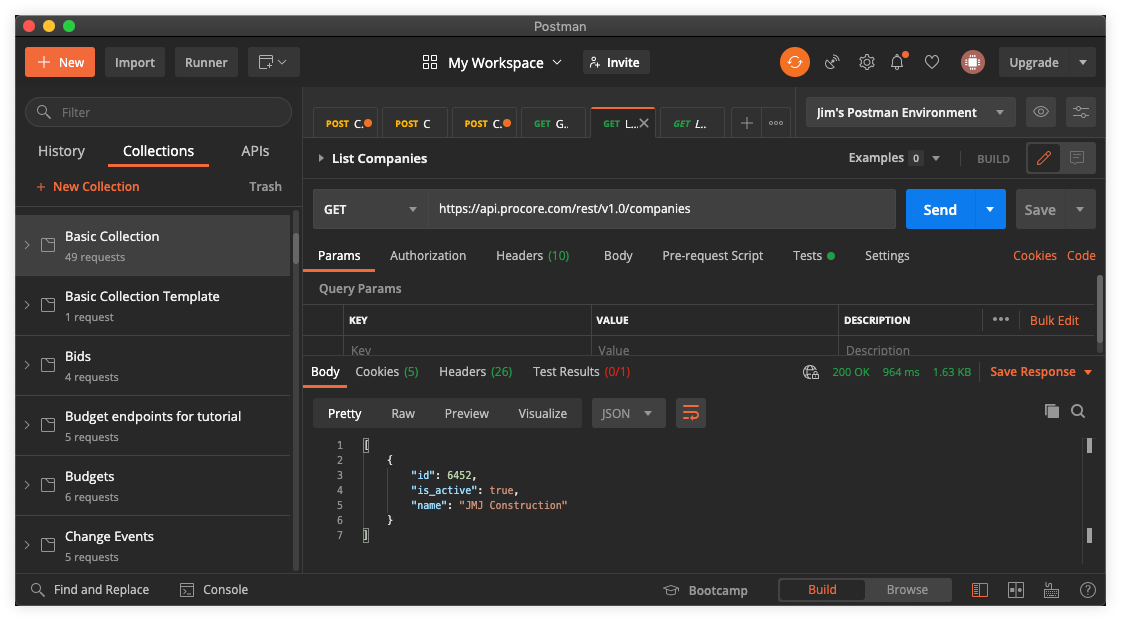 Postman
+ New
Import
Runner
My Workspace
Invite
Upgrade
Filter
History
Collections
APIs
+ New Collection
Trash
Basic Collection
49 requests
Basic Collection Template
1 request
Bids
4 requests
Budget endpoints for tutorial
5 requests
Budgets
6 requests
Change Events
5 requests
POST C.
POST C
POST C.
GET G..
GET L...
GET L..
Jim's Postman Environment
List Companies
Examples 0
BUILD
GET
https://api.procore.com/rest/v1.0/companies
Send
Save
Params
Authorization
Headers (10)
Body
Pre-request Script
Tests
Settings
Cookies
Code
Query Params
KEY
VALUE
DESCRIPTION
Bulk Edit
Key
Value
Description
Body
Cookies (5)
Headers (26)
Test Results (0/1)
200 OK
964 ms
1.63 KB
Save Response
Pretty
Raw
Preview
Visualize
JSON
1 [
2 {
3 "id": 6452,
4 "is_active": true,
5 "name": "JMJ Construction"
6 }
7 ]
Find and Replace
Console
Bootcamp
Build
Browse